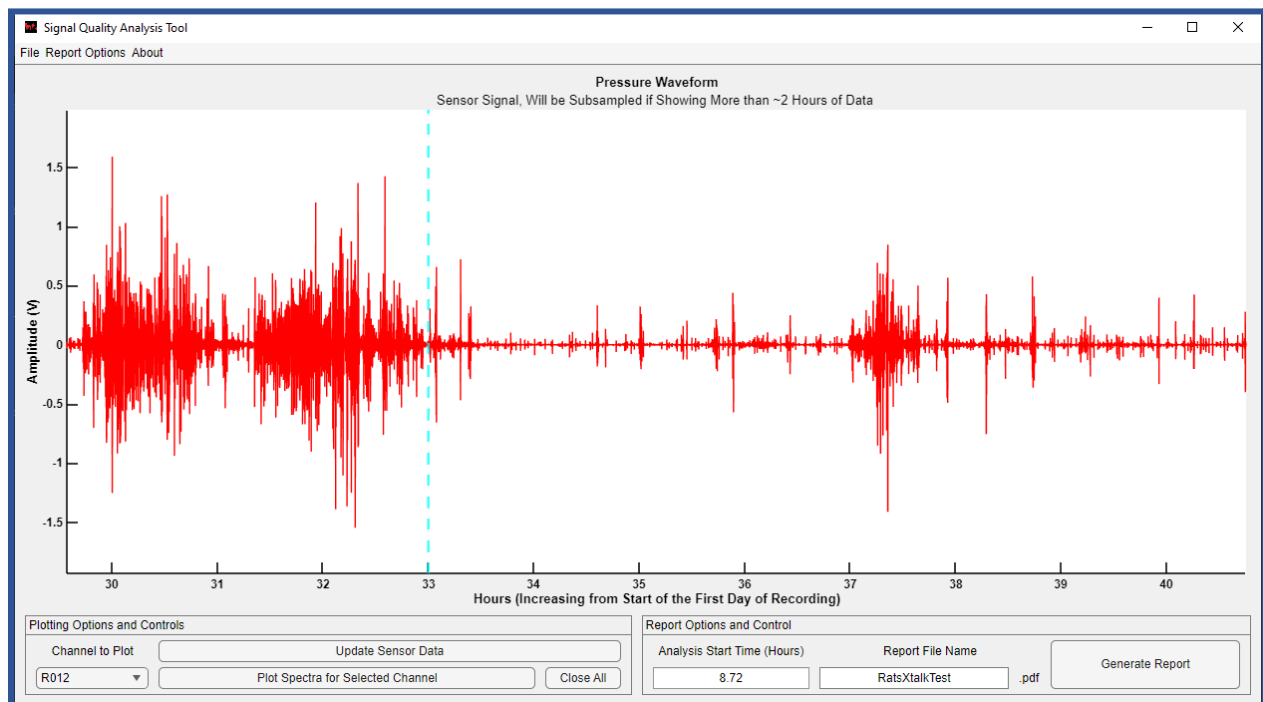 Signal Quality Analysis Tool
File Report Options About
Pressure Waveform
Sensor Signal, Will be Subsampled if Showing More than ~2 Hours of Data
Amplitude (V)
1.5
1
0.5
0
-0.5
-1
-1.5
30 31 32 33 34 35 36 37 38 39 40
Hours (Increasing from Start of the First Day of Recording)
Plotting Options and Controls
Channel to Plot
Update Sensor Data
R012
Plot Spectra for Selected Channel
Close All
Report Options and Control
Analysis Start Time (Hours)
Report File Name
8.72
RatsXtalkTest
.pdf
Generate Report